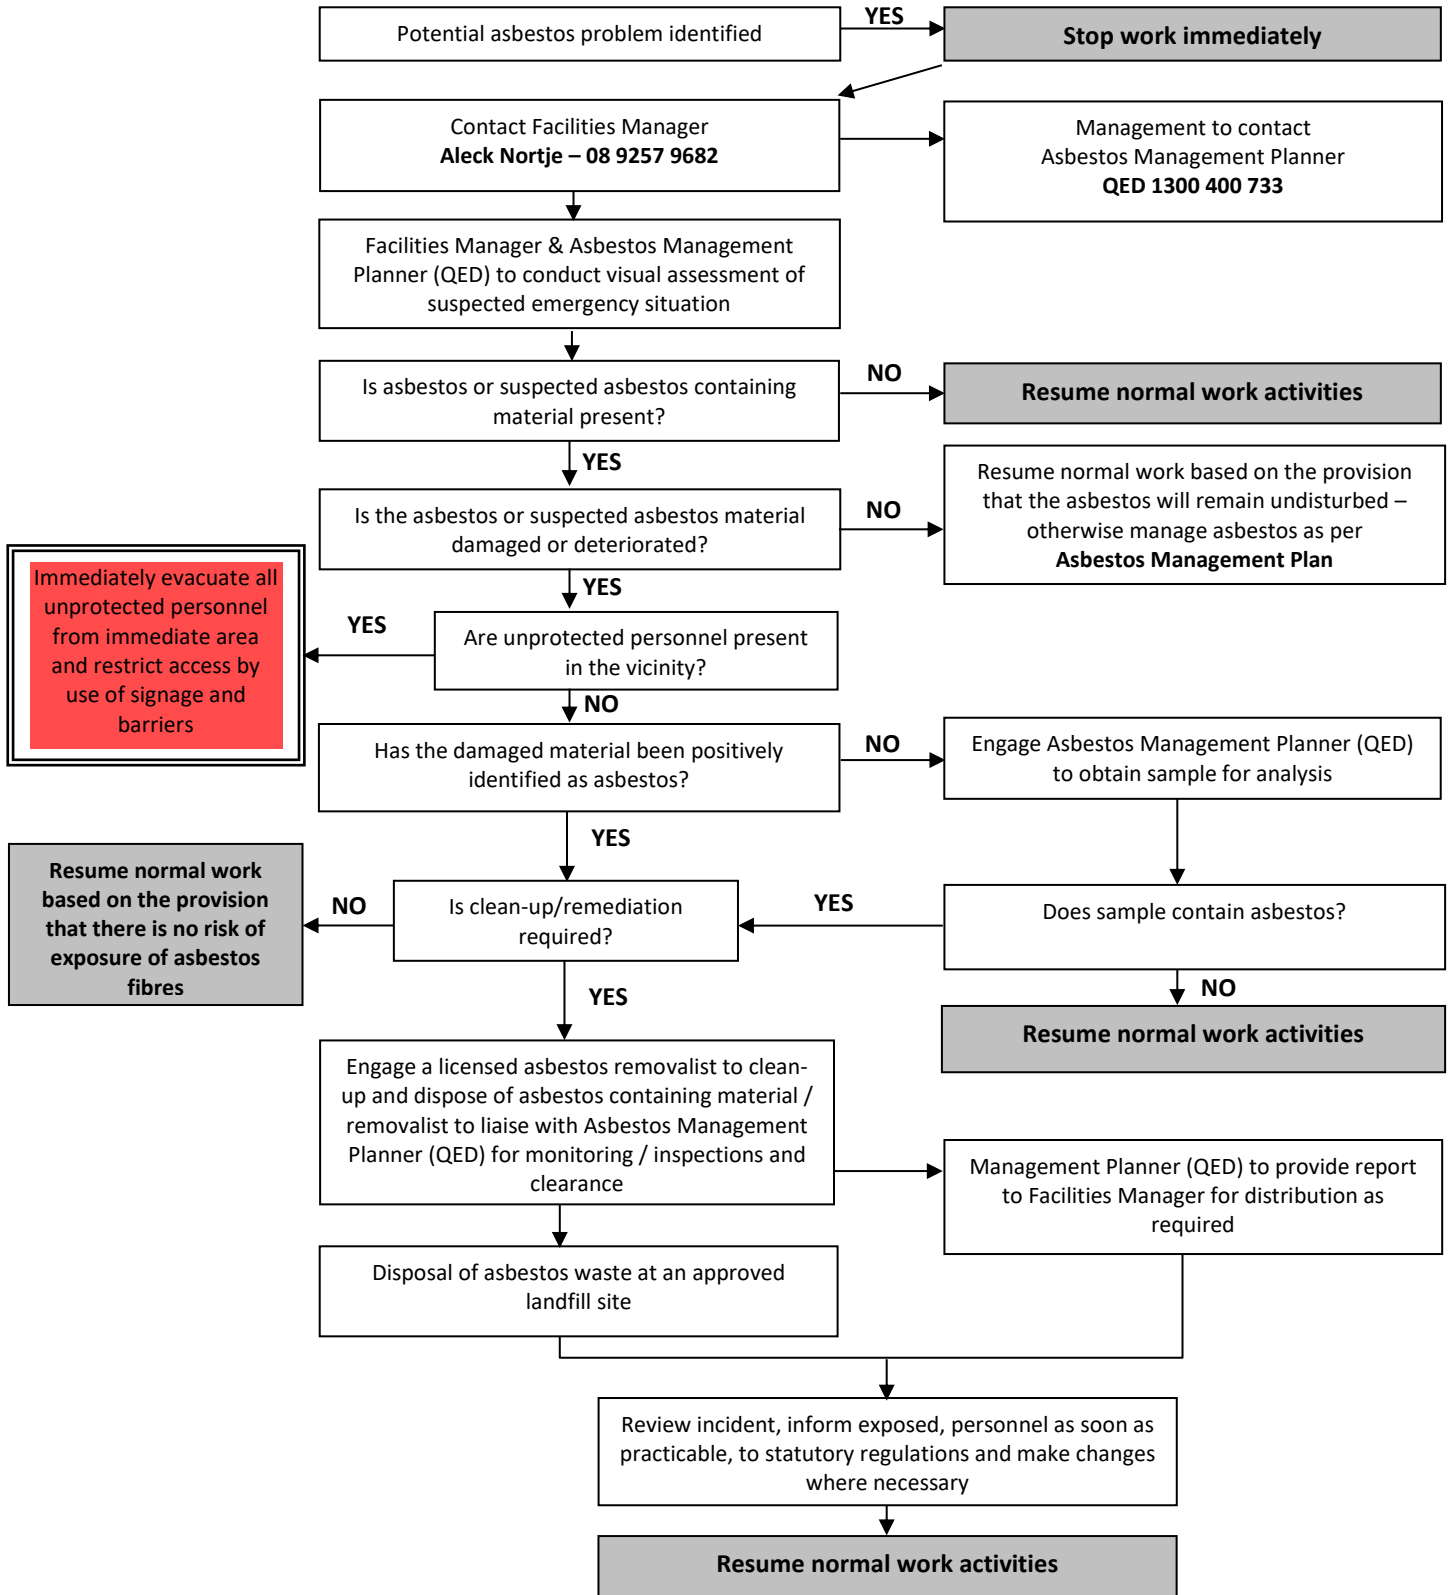 Potential asbestos problem identified
YES
Stop work immediately
Contact Facilities Manager
Aleck Nortje – 08 9257 9682
Management to contact
Asbestos Management Planner
QED 1300 400 733
Facilities Manager & Asbestos Management
Planner (QED) to conduct visual assessment of
suspected emergency situation
Is asbestos or suspected asbestos containing
material present?
NO
Resume normal work activities
YES
Is the asbestos or suspected asbestos material
damaged or deteriorated?
NO
Resume normal work based on the provision
that the asbestos will remain undisturbed –
otherwise manage asbestos as per
Asbestos Management Plan
YES
Are unprotected personnel present
in the vicinity?
YES
Immediately evacuate all
unprotected personnel
from immediate area
and restrict access by
use of signage and
barriers
NO
Has the damaged material been positively
identified as asbestos?
NO
Engage Asbestos Management Planner (QED)
to obtain sample for analysis
YES
Is clean-up/remediation
required?
NO
Resume normal work
based on the provision
that there is no risk of
exposure of asbestos
fibres
YES
Does sample contain asbestos?
NO
Resume normal work activities
YES
Engage a licensed asbestos removalist to clean-
up and dispose of asbestos containing material /
removalist to liaise with Asbestos Management
Planner (QED) for monitoring / inspections and
clearance
Management Planner (QED) to provide report
to Facilities Manager for distribution as
required
Disposal of asbestos waste at an approved
landfill site
Review incident, inform exposed, personnel as soon as
practicable, to statutory regulations and make changes
where necessary
Resume normal work activities